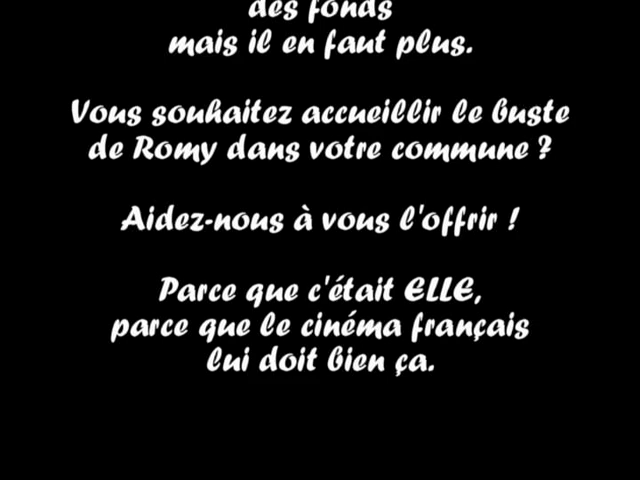 des fonds
mais il en faut plus.
Vous souhaitez accueillir le buste
de Romy dans votre commune ?
Aidez-nous à vous l'offrir !
Parce que c'était ELLE,
parce que le cinéma français
lui doit bien ça.